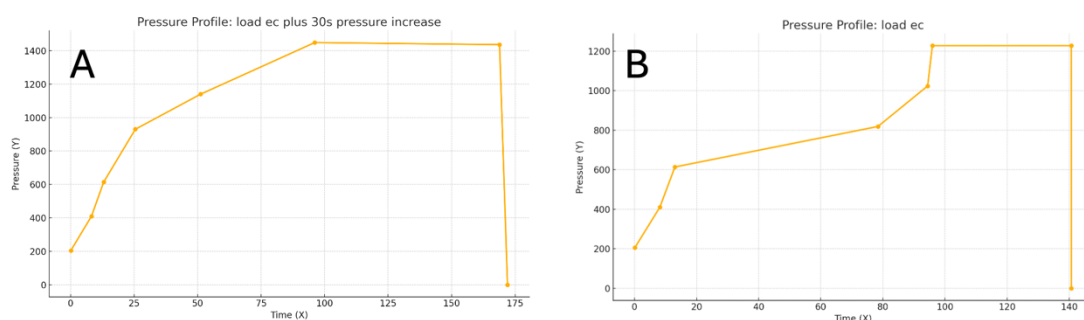 Pressure Profile: load ec plus 30s pressure increase
A
1400
1200
1000
800
600
400
200
0
Pressure (Y)
0 25 50 75 100 125 150 175
Time (X)
Pressure Profile: load ec
B
1200
1000
800
600
400
200
0
Pressure (Y)
0 20 40 60 80 100 120 140
Time (X)